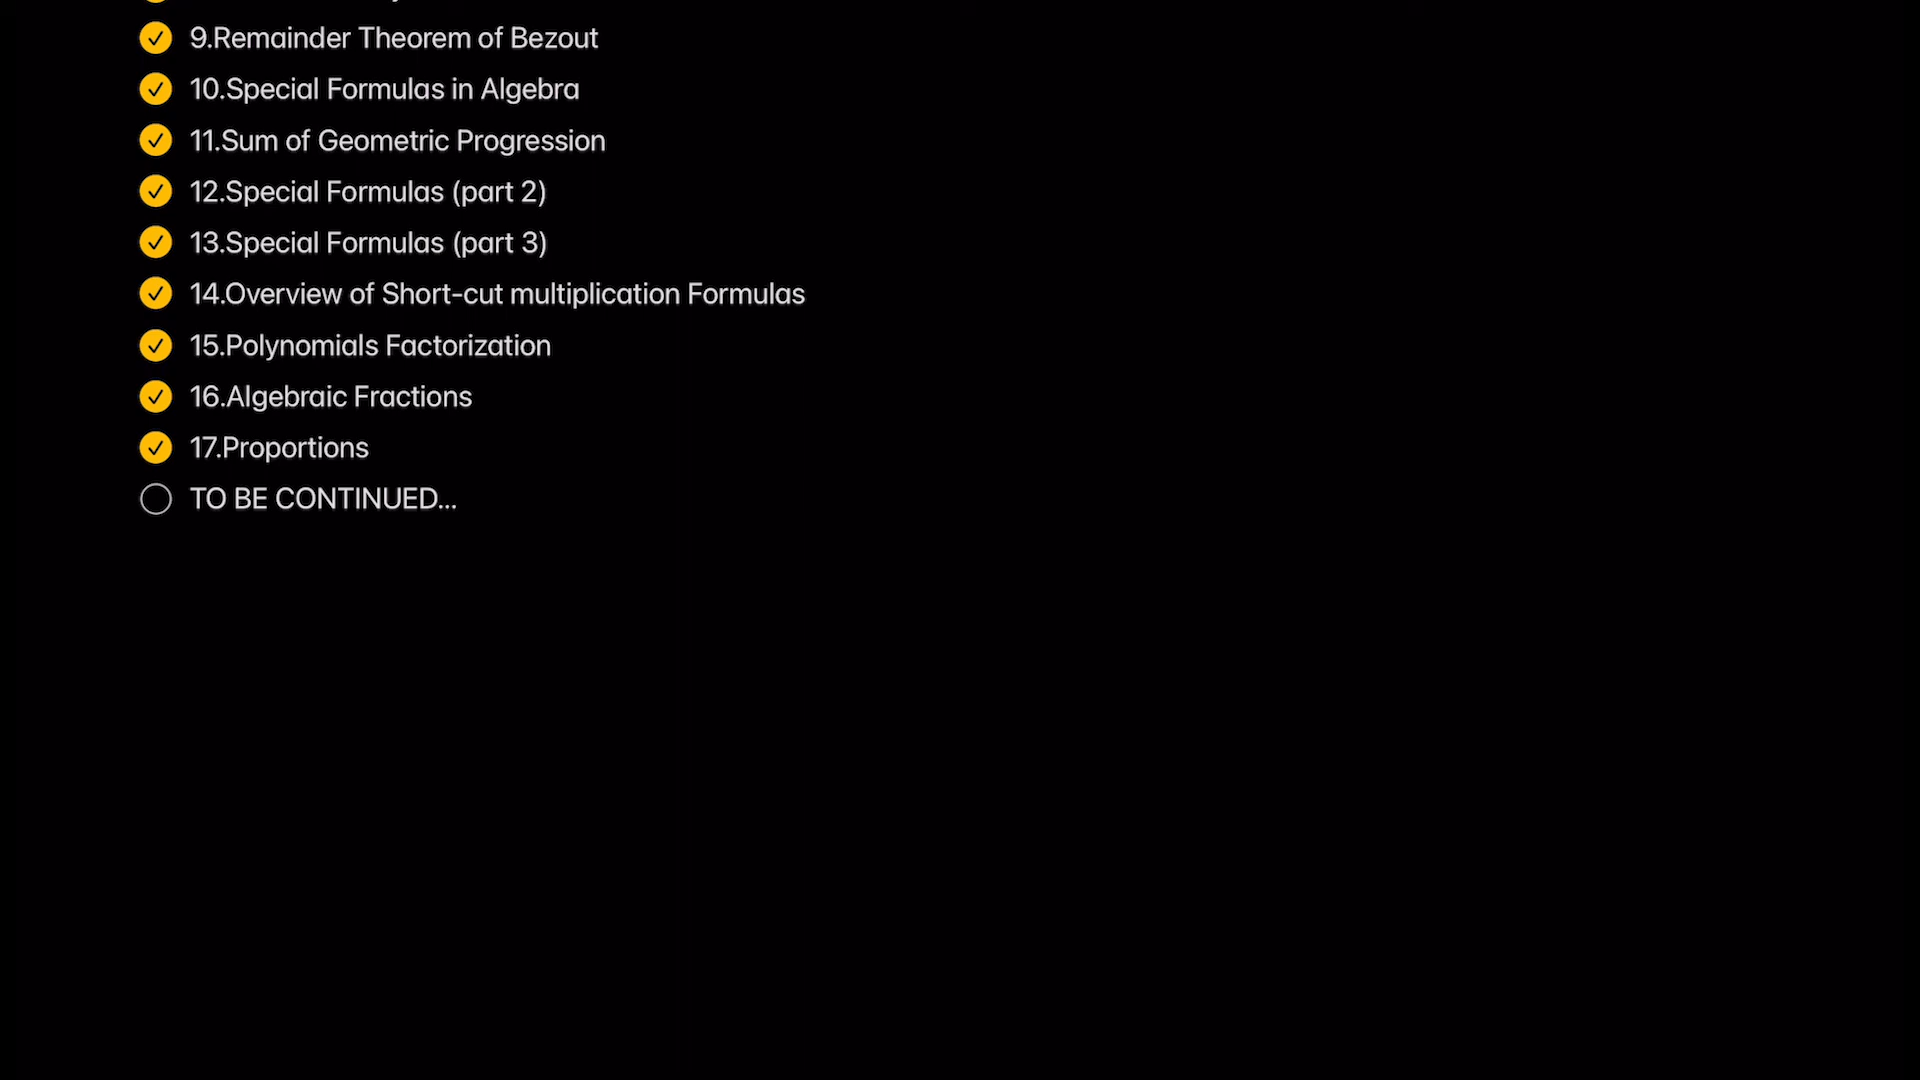 9.Remainder Theorem of Bezout
10.Special Formulas in Algebra
11.Sum of Geometric Progression
12.Special Formulas (part 2)
13.Special Formulas (part 3)
14.Overview of Short-cut multiplication Formulas
15.Polynomials Factorization
16.Algebraic Fractions
17.Proportions
TO BE CONTINUED...